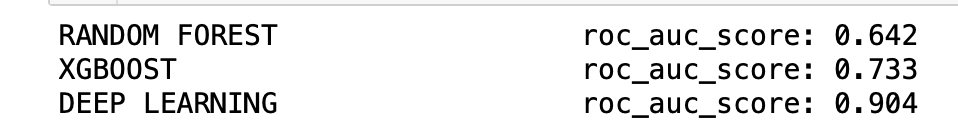 RANDOM FOREST roc_auc_score: 0.642
XGBOOST roc_auc_score: 0.733
DEEP LEARNING roc_auc_score: 0.904